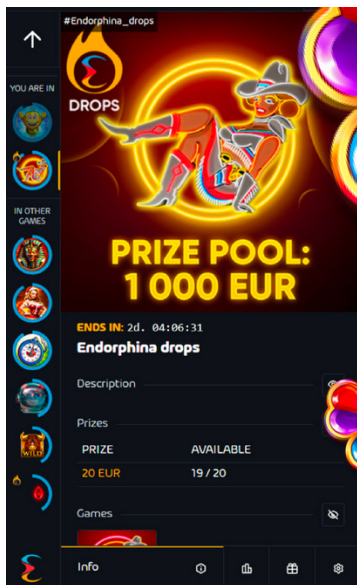 #Endorphina_drops
YOU ARE IN
DROPS
IN OTHER
GAMES
PRIZE POOL:
1 000 EUR
ENDS IN: 2d. 04:06:31
Endorphina drops
Description
Prizes
PRIZE AVAILABLE
20 EUR 19 / 20
WILD
Games
Info